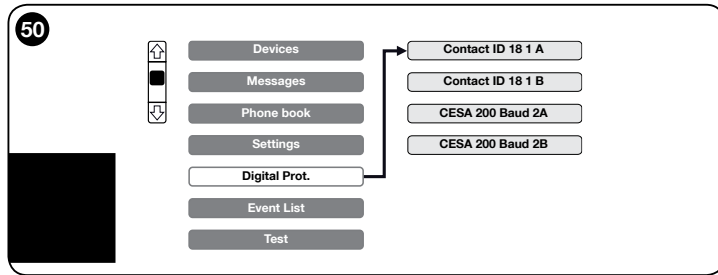 50
Devices
Messages
Phone book
Settings
Digital Prot.
Event List
Test
Contact ID 18 1 A
Contact ID 18 1 B
CESA 200 Baud 2A
CESA 200 Baud 2B